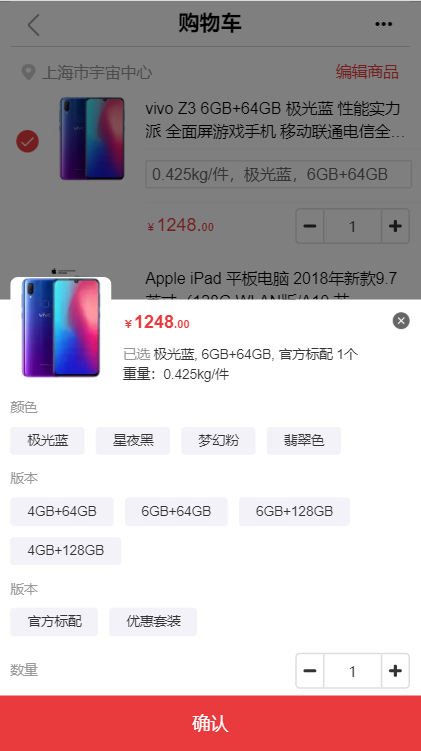 购物车
上海市宇宙中心
编辑商品
vivo Z3 6GB+64GB 极光蓝 性能实力
派 全面屏游戏手机 移动联通电信全…
0.425kg/件，极光蓝，6GB+64GB
¥1248.00
1
Apple iPad 平板电脑 2018年新款9.7
¥1248.00
已选 极光蓝, 6GB+64GB, 官方标配 1个
重量：0.425kg/件
颜色
极光蓝 星夜黑 梦幻粉 翡翠色
版本
4GB+64GB 6GB+64GB 6GB+128GB
4GB+128GB
版本
官方标配 优惠套装
数量
1
确认